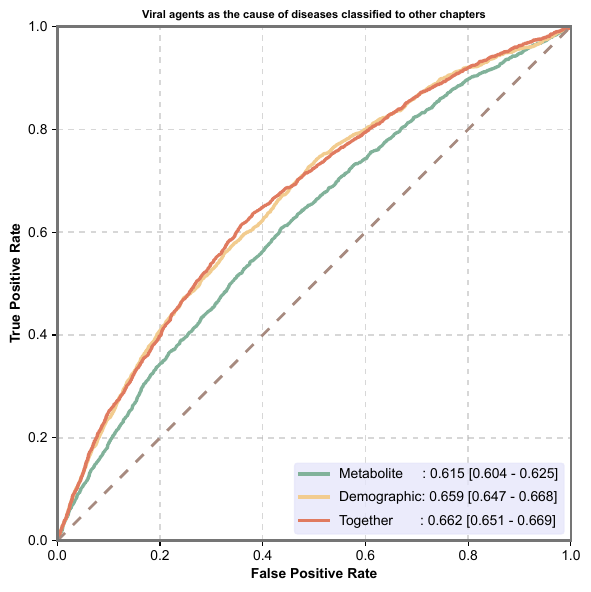 Viral agents as the cause of diseases classified to other chapters
True Positive Rate
1.0
0.8
0.6
0.4
0.2
0.0
Metabolite : 0.615 [0.604 - 0.625]
Demographic: 0.659 [0.647 - 0.668]
Together : 0.662 [0.651 - 0.669]
0.0 0.2 0.4 0.6 0.8 1.0
False Positive Rate